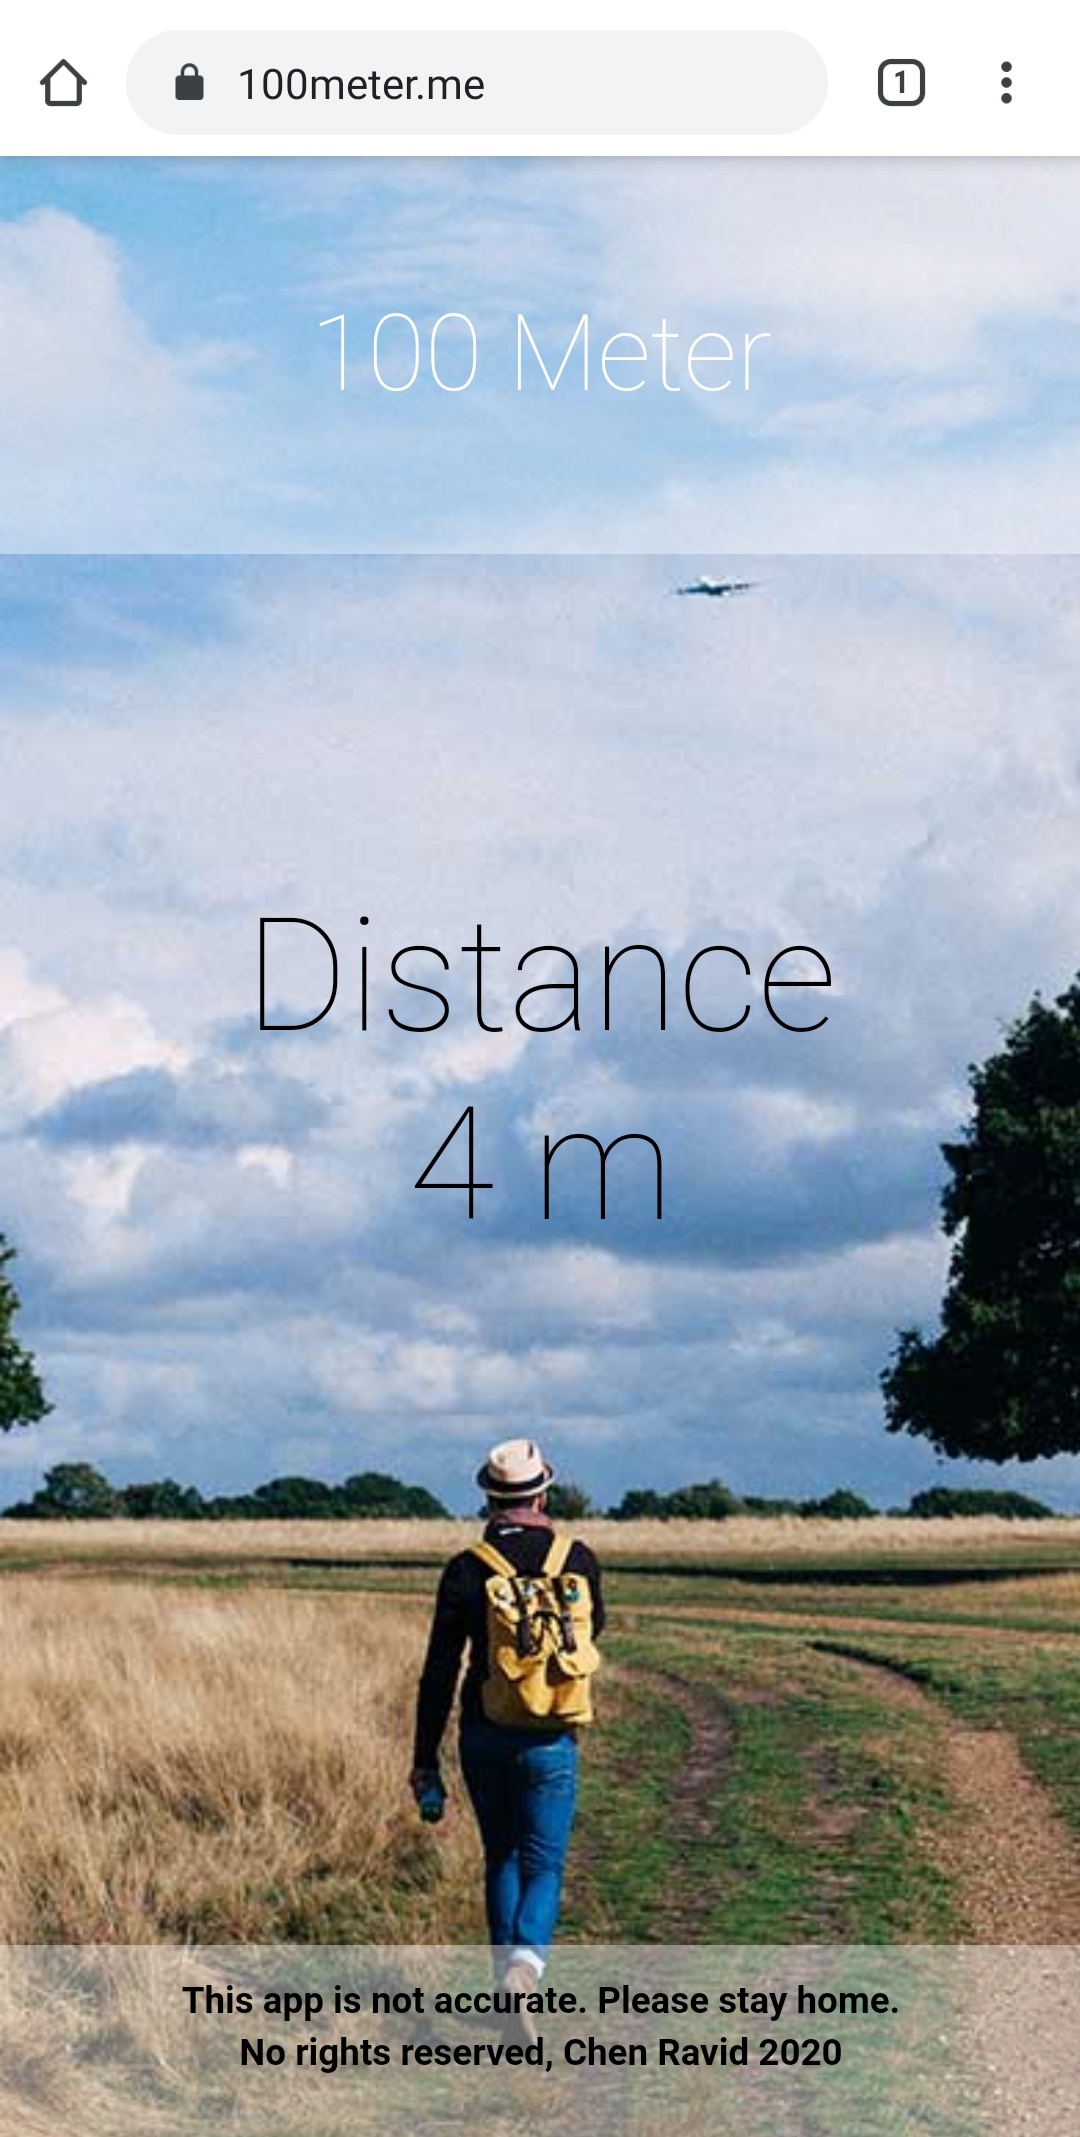 100meter.me
1
100 Meter
Distance
4 m
This app is not accurate. Please stay home.
No rights reserved, Chen Ravid 2020